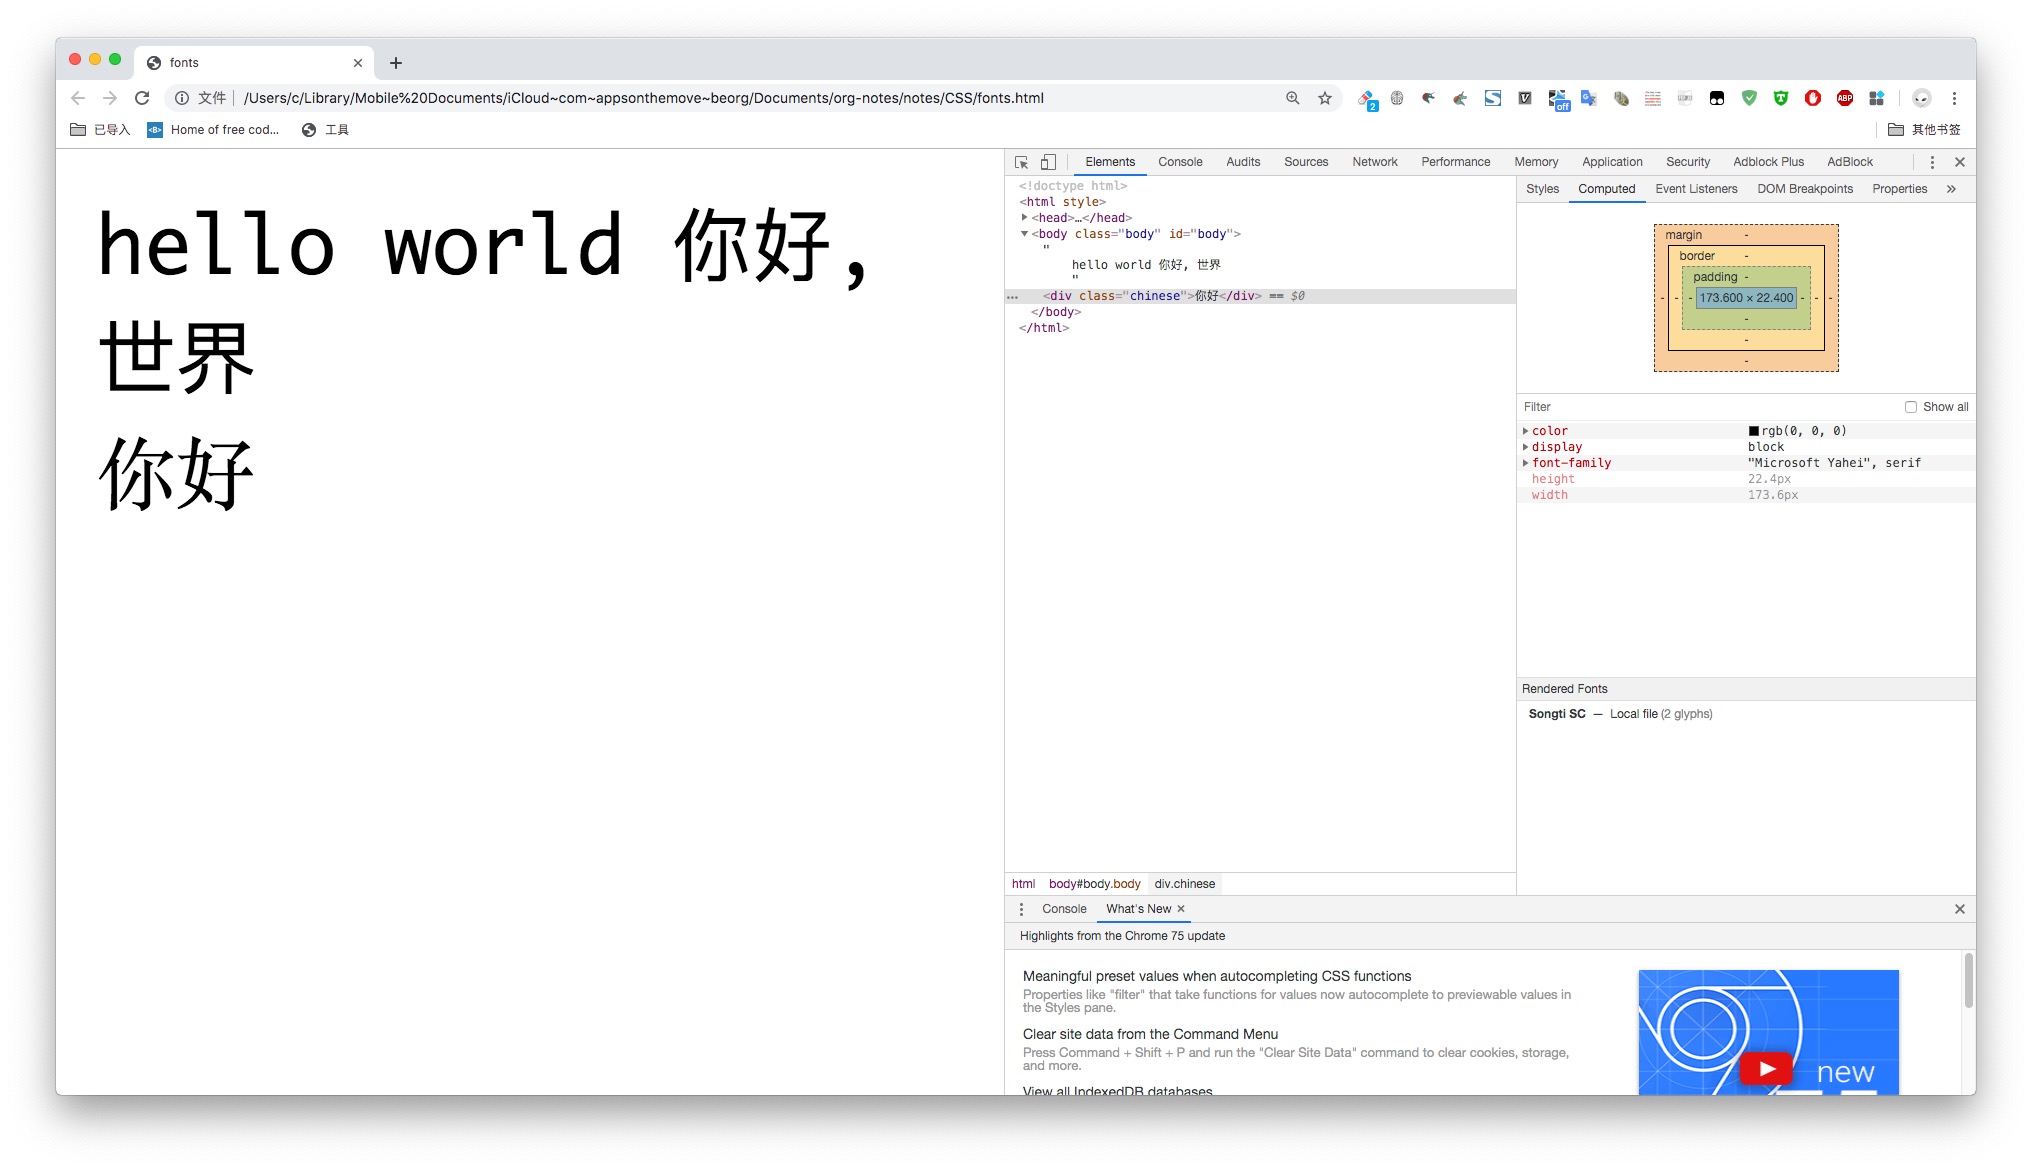 fonts
文件 /Users/c/Library/Mobile%20Documents/iCloud~com~appsonthemove~beorg/Documents/org-notes/notes/CSS/fonts.html
2
off
ABP
已导入 Home of free cod... 工具 其他书签
hello world 你好,
世界
你好
Elements Console Audits Sources Network Performance Memory Application Security Adblock Plus AdBlock
<!doctype html>
<html style>
<head>…</head>
<body class="body" id="body">
"
hello world 你好, 世界
"
… <div class="chinese">你好</div> == $0
</body>
</html>
html body#body.body div.chinese
Styles Computed Event Listeners DOM Breakpoints Properties »
margin -
border -
padding -
- - - 173.600 × 22.400 - - -
-
-
-
Filter Show all
color rgb(0, 0, 0)
display block
font-family "Microsoft Yahei", serif
height 22.4px
width 173.6px
Rendered Fonts
Songti SC — Local file (2 glyphs)
Console What's New
Highlights from the Chrome 75 update
Meaningful preset values when autocompleting CSS functions
Properties like "filter" that take functions for values now autocomplete to previewable values in
the Styles pane.
Clear site data from the Command Menu
Press Command + Shift + P and run the "Clear Site Data" command to clear cookies, storage,
and more.
View all IndexedDB databases
new